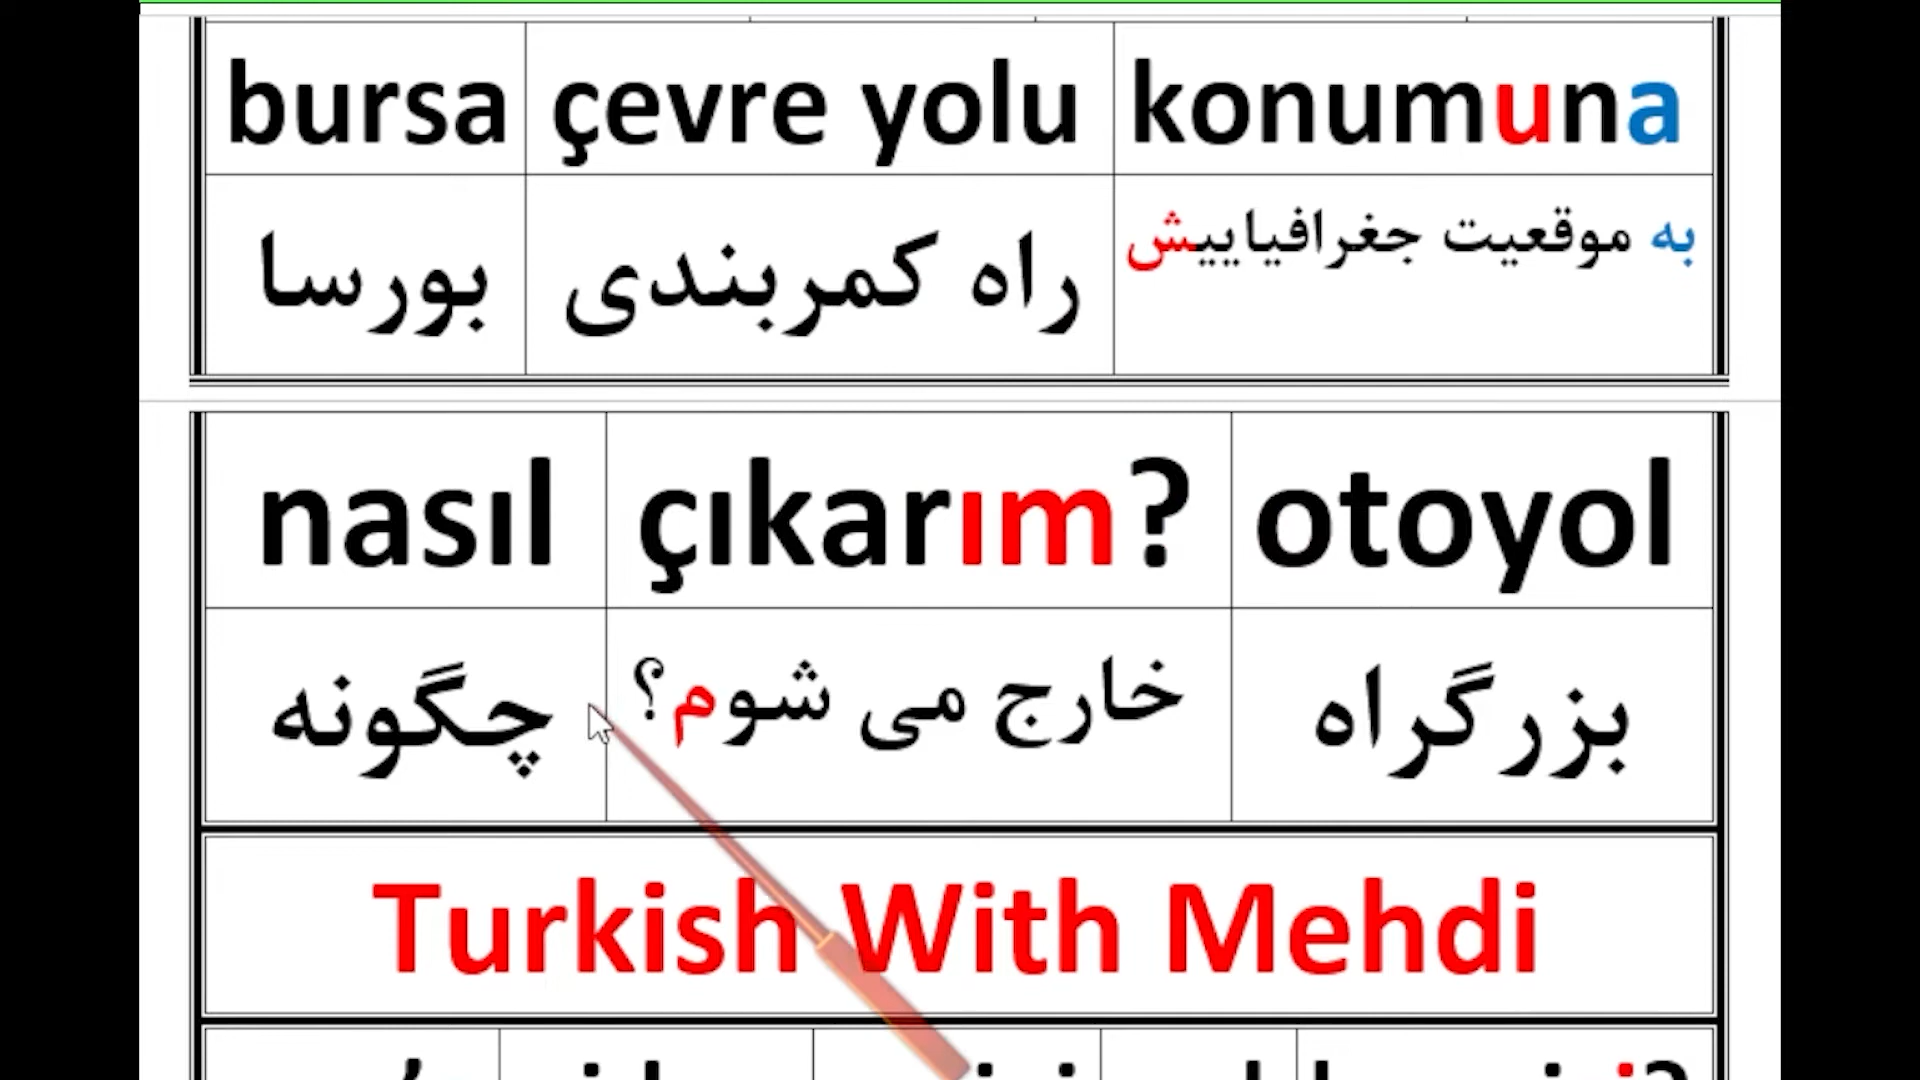 bursa çevre yolu konumuna
بورسا راه کمربندی به موقعیت جغرافیاییش
nasıl çıkarım? otoyol
چگونه خارج می شوم؟ بزرگراه
Turkish With Mehdi